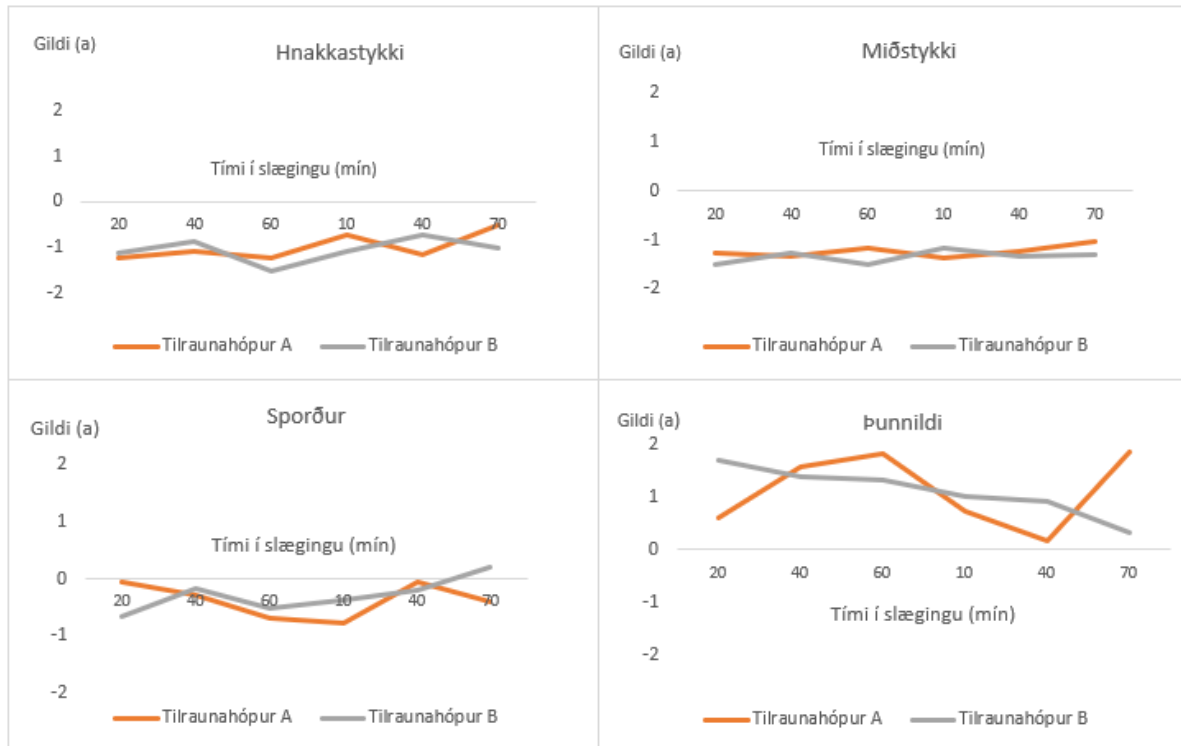 Hnakkastykki
Gildi (a)
2
1
0
-1
-2
Tími í slægingu (mín)
20 40 60 10 40 70
Tilraunahópur A Tilraunahópur B
Miðstykki
Gildi (a)
2
1
0
-1
-2
Tími í slægingu (mín)
20 40 60 10 40 70
Tilraunahópur A Tilraunahópur B
Sporður
Gildi (a)
2
1
0
-1
-2
Tími í slægingu (mín)
20 40 60 10 40 70
Tilraunahópur A Tilraunahópur B
Þunnildi
Gildi (a)
2
1
0
-1
-2
20 40 60 10 40 70
Tími í slægingu (mín)
Tilraunahópur A Tilraunahópur B